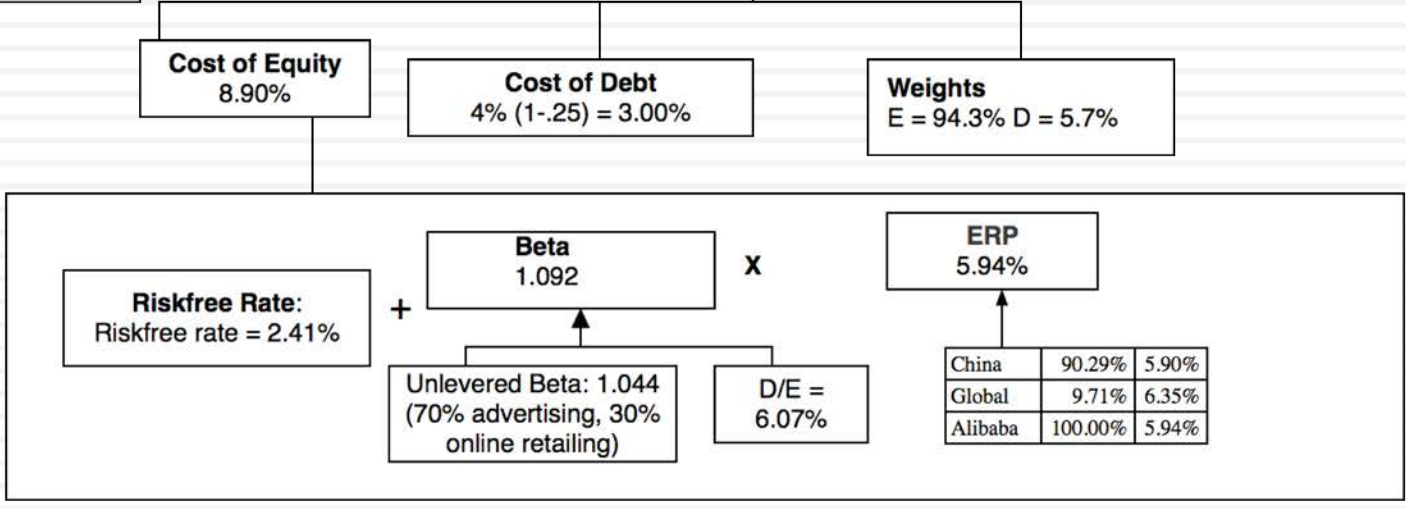 Cost of Equity
8.90%
Cost of Debt
4% (1-.25) = 3.00%
Weights
E = 94.3% D = 5.7%
Riskfree Rate:
Riskfree rate = 2.41%
+
Beta
1.092
X
ERP
5.94%
Unlevered Beta: 1.044
(70% advertising, 30%
online retailing)
D/E =
6.07%
China 90.29% 5.90%
Global 9.71% 6.35%
Alibaba 100.00% 5.94%